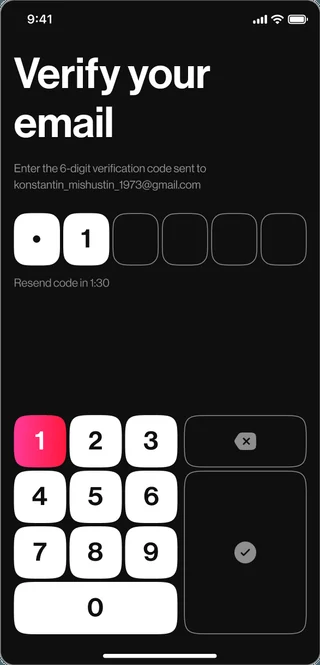 9:41
Verify your
email
Enter the 6-digit verification code sent to
konstantin_mishustin_1973@gmail.com
• 1
Resend code in 1:30
1 2 3
4 5 6
7 8 9
0